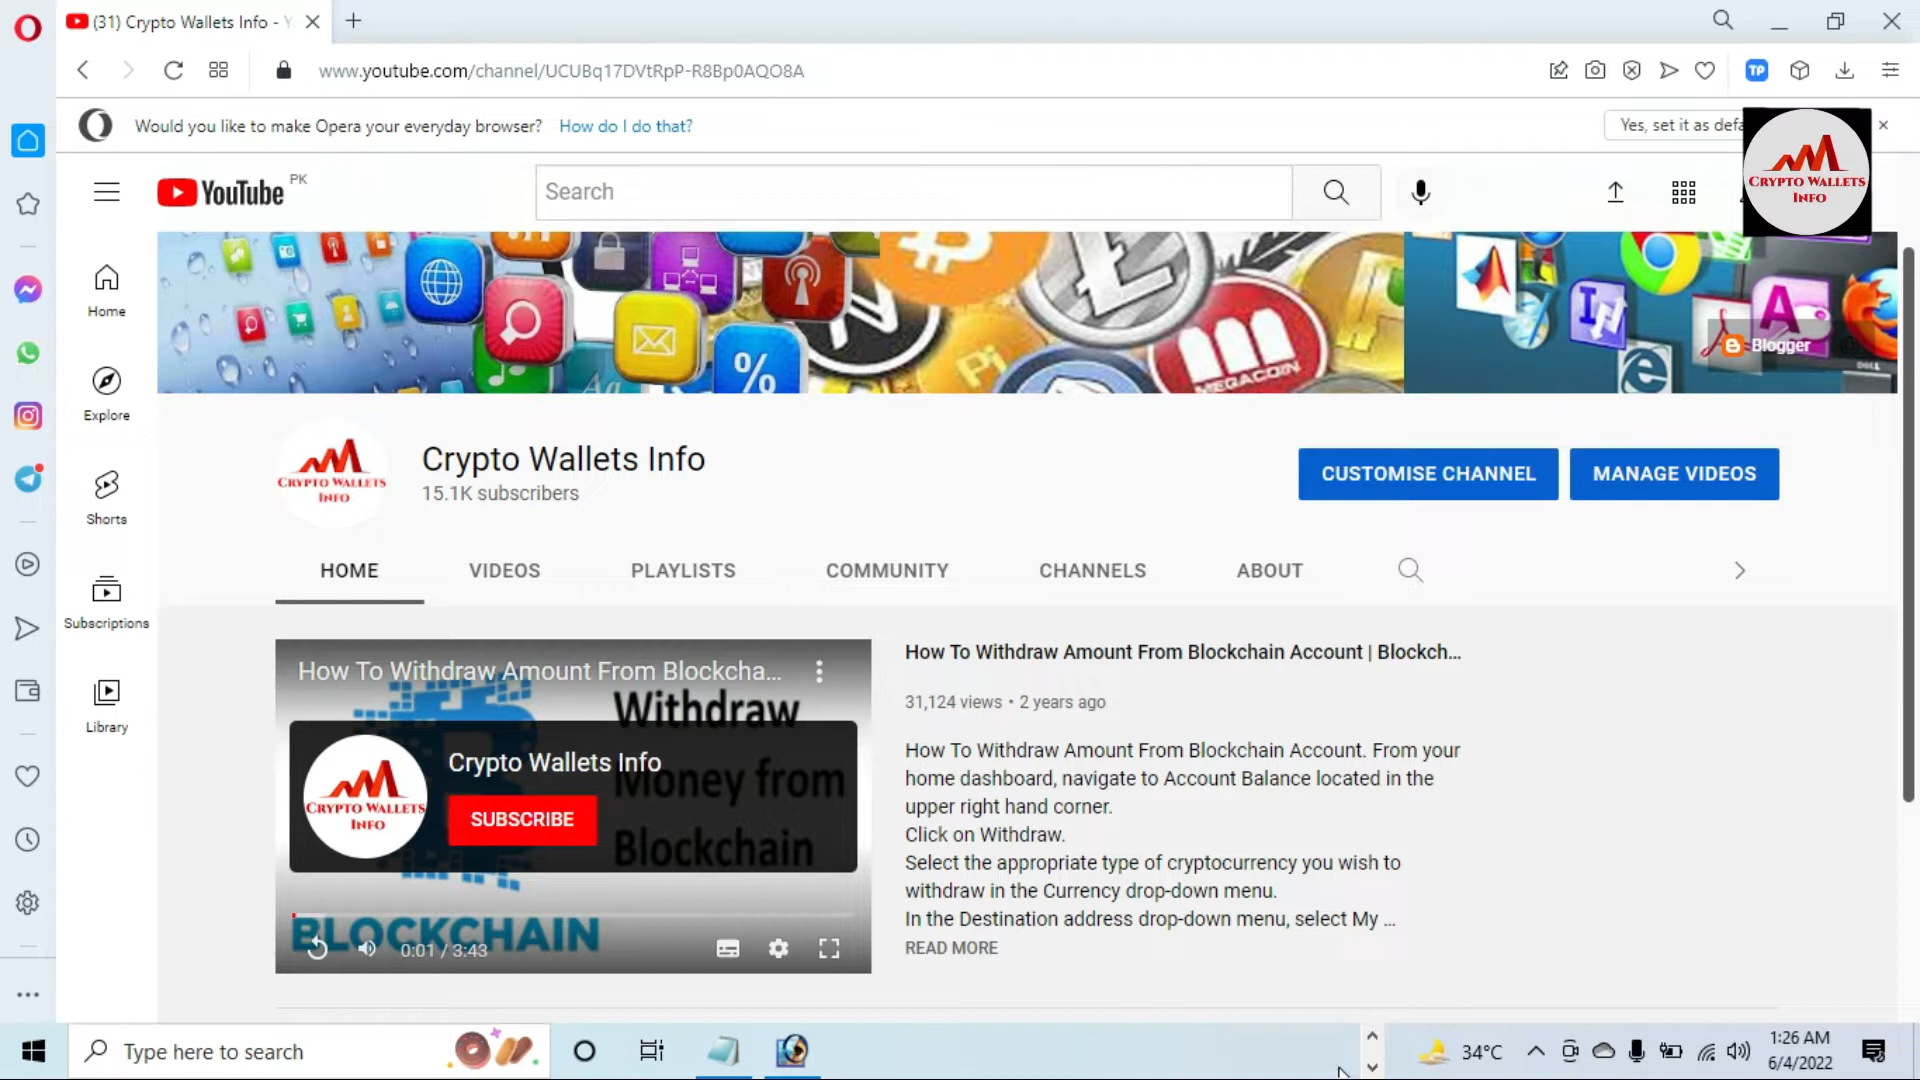 (31) Crypto Wallets Info - Y
www.youtube.com/channel/UCUBq17DVtRpP-R8Bp0AQO8A
TP
Would you like to make Opera your everyday browser? How do I do that?
Yes, set it as defa
CRYPTO WALLETS
INFO
YouTube PK
Search
Blogger
MEGACOIN
DELL
Home
Explore
Shorts
Subscriptions
Library
CRYPTO WALLETS
INFO
Crypto Wallets Info
15.1K subscribers
CUSTOMISE CHANNEL
MANAGE VIDEOS
HOME
VIDEOS
PLAYLISTS
COMMUNITY
CHANNELS
ABOUT
How To Withdraw Amount From Blockcha...
Withdraw
Money from
Blockchain
CRYPTO WALLETS
INFO
Crypto Wallets Info
SUBSCRIBE
BLOCKCHAIN
0:01 / 3:43
How To Withdraw Amount From Blockchain Account | Blockch...
31,124 views • 2 years ago
How To Withdraw Amount From Blockchain Account. From your
home dashboard, navigate to Account Balance located in the
upper right hand corner.
Click on Withdraw.
Select the appropriate type of cryptocurrency you wish to
withdraw in the Currency drop-down menu.
In the Destination address drop-down menu, select My ...
READ MORE
Type here to search
34°C
1:26 AM
6/4/2022